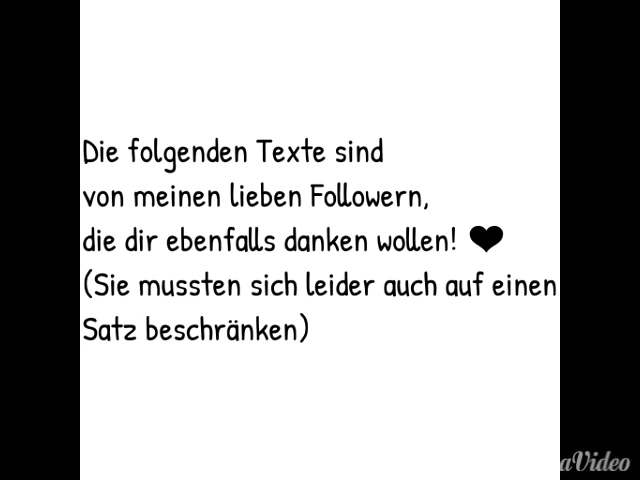 Die folgenden Texte sind
von meinen lieben Followern,
die dir ebenfalls danken wollen! ❤
(Sie mussten sich leider auch auf einen
Satz beschränken)
aVideo